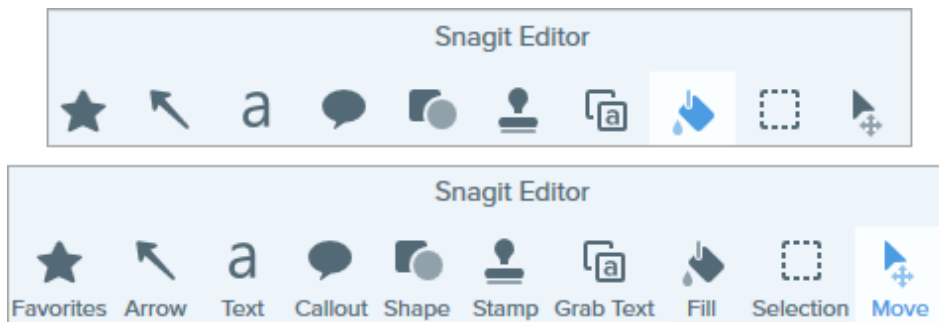 Snagit Editor
a
a
Snagit Editor
a
a
Favorites Arrow Text Callout Shape Stamp Grab Text Fill Selection Move